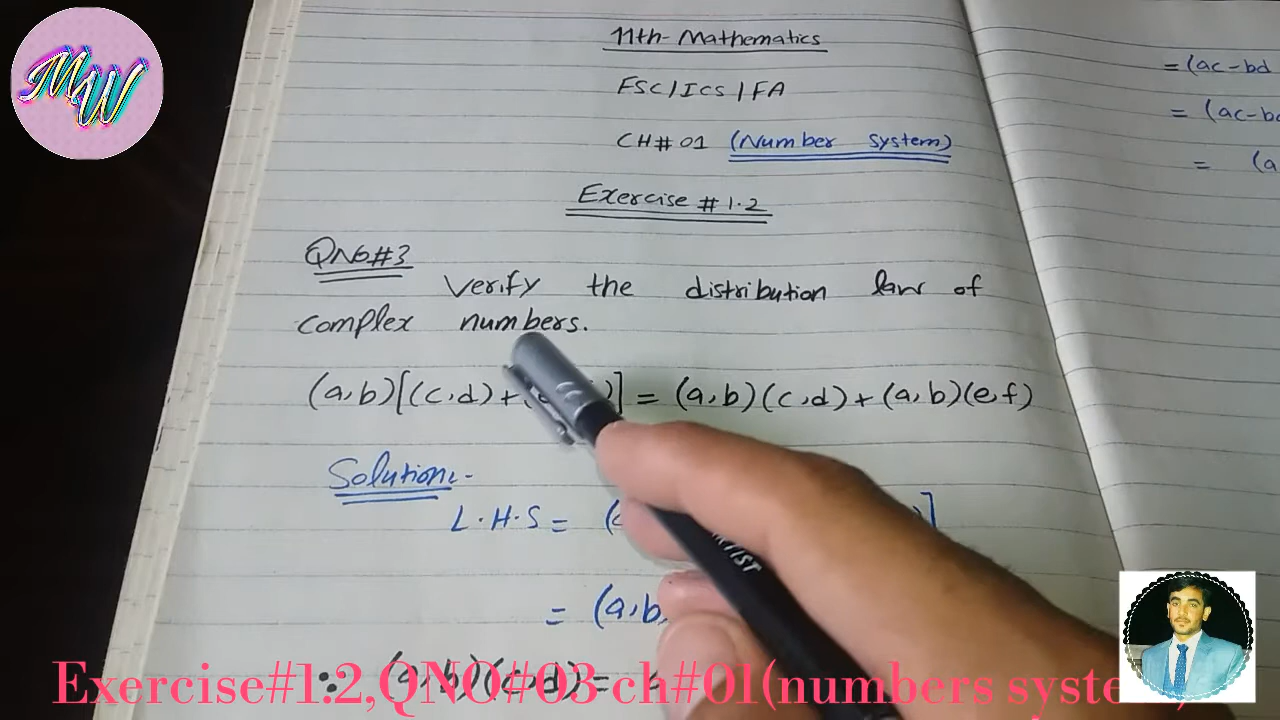 MW
11th-Mathematics
FSC/ICS/FA
CH#01 (Number system)
Exercise # 1.2
QNO#3
Verify the distribution law of
complex numbers.
(a,b)[(c,d)+ )] = (a,b)(c,d)+(a,b)(e,f)
Solution:-
L.H.S = ( ]
= (a,b,
∵ (a,b)(c,d) =
=(ac-bd
= (ac-bd
= (a
Exercise#1.2,QNO#03 ch#01(numbers syste